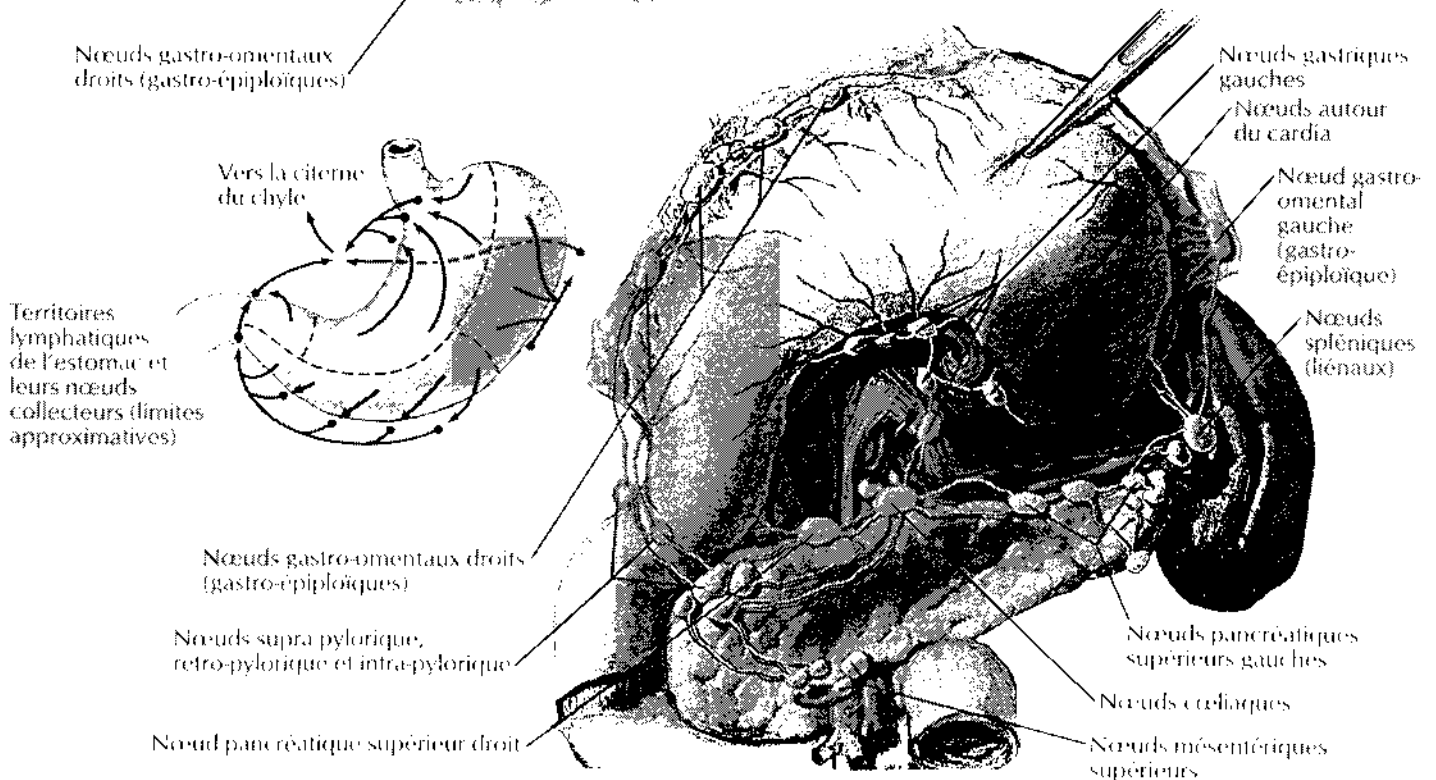 Nœuds gastro-omentaux
droits (gastro-épiploïques)
Nœuds gastriques
gauches
Nœuds autour
du cardia
Vers la citerne
du chyle
Nœud gastro-
omental
gauche
(gastro-
épiploïque)
Territoires
lymphatiques
de l'estomac et
leurs nœuds
collecteurs (limites
approximatives)
Nœuds
spléniques
(liénaux)
Nœuds gastro-omentaux droits
(gastro-épiploïques)
Nœuds supra pylorique,
retro-pylorique et intra-pylorique
Nœud pancréatique supérieur droit
Nœuds pancréatiques
supérieurs gauches
Nœuds cœliaques
Nœuds mésentériques
supérieurs